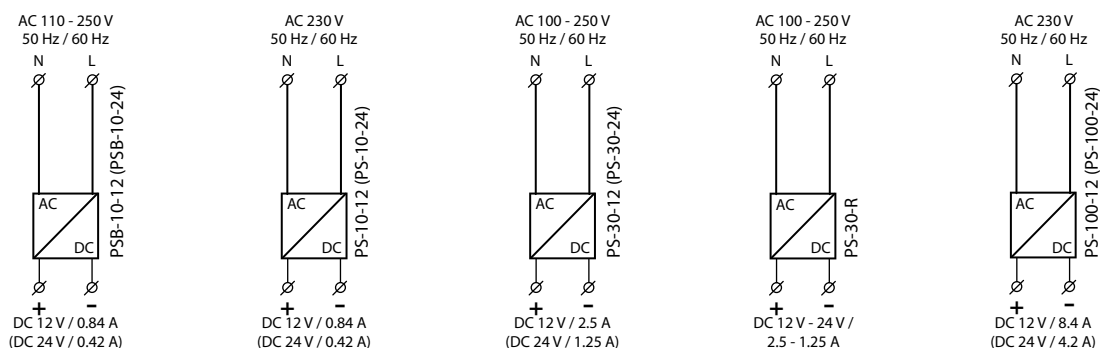 AC 110 - 250 V
50 Hz / 60 Hz
N L
AC
DC
PSB-10-12 (PSB-10-24)
+ -
DC 12 V / 0.84 A
(DC 24 V / 0.42 A)
AC 230 V
50 Hz / 60 Hz
N L
AC
DC
PS-10-12 (PS-10-24)
+ -
DC 12 V / 0.84 A
(DC 24 V / 0.42 A)
AC 100 - 250 V
50 Hz / 60 Hz
N L
AC
DC
PS-30-12 (PS-30-24)
+ -
DC 12 V / 2.5 A
(DC 24 V / 1.25 A)
AC 100 - 250 V
50 Hz / 60 Hz
N L
AC
DC
PS-30-R
+ -
DC 12 V - 24 V /
2.5 - 1.25 A
AC 230 V
50 Hz / 60 Hz
N L
AC
DC
PS-100-12 (PS-100-24)
+ -
DC 12 V / 8.4 A
(DC 24 V / 4.2 A)